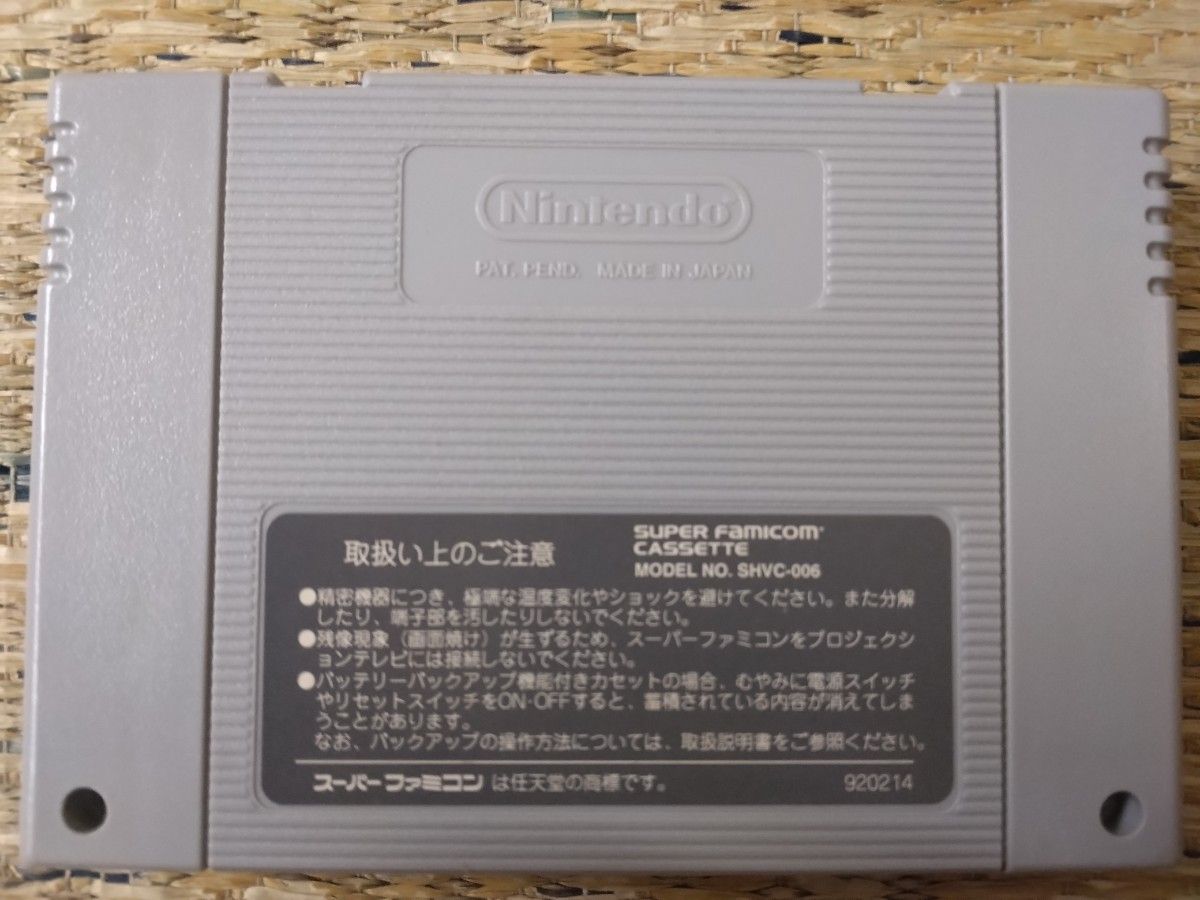 Nintendo
PAT. PEND. MADE IN JAPAN
取扱い上のご注意
SUPER FAMICOM
CASSETTE
MODEL NO. SHVC-006
●精密機器につき、極端な温度変化やショックを避けてください。また分解
したり、端子部を汚したりしないでください。
●残像現象(画面焼け)が生ずるため、スーパーファミコンをプロジェクシ
ョンテレビには接続しないでください。
●バッテリーバックアップ機能付きカセットの場合、むやみに電源スイッチ
やリセットスイッチをON・OFFすると、蓄積されている内容が消えてしま
うことがあります。
なお、バックアップの操作方法については、取扱説明書をご参照ください。
スーパーファミコン は任天堂の商標です。 920214